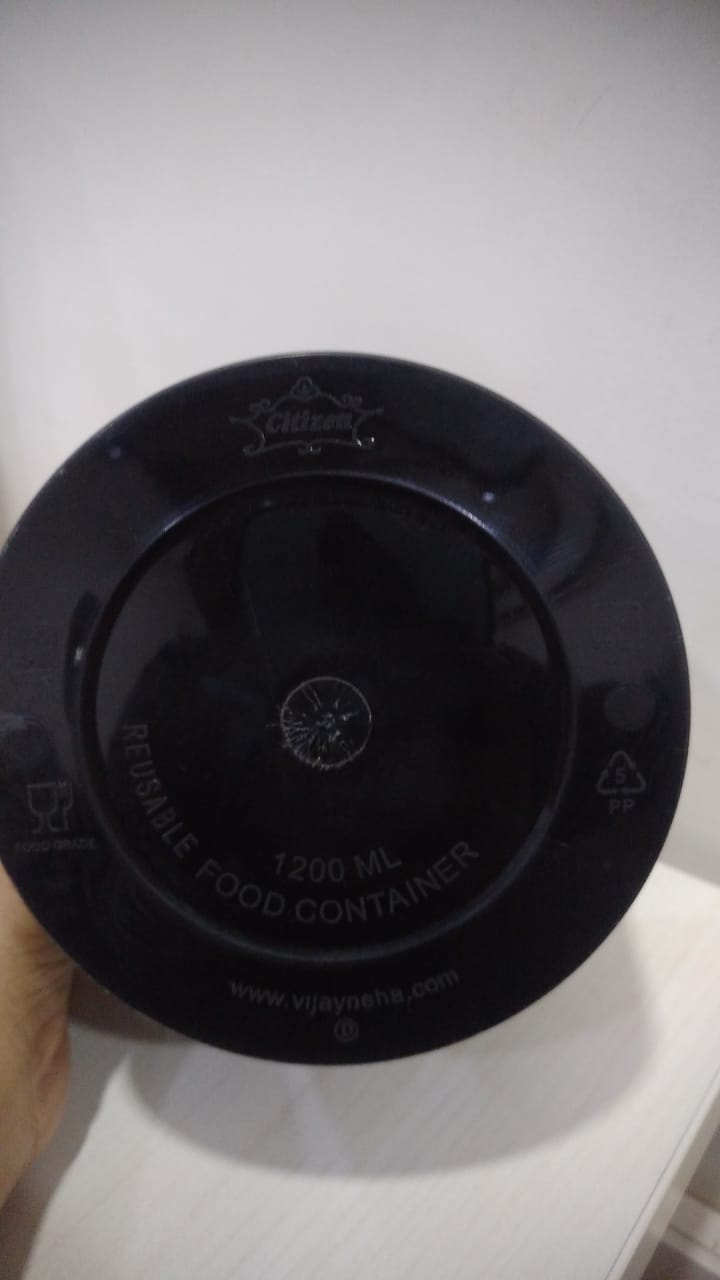 Citizen
5
PP
FOOD GRADE
1200 ML
REUSABLE FOOD CONTAINER
www.vijayneha.com
D